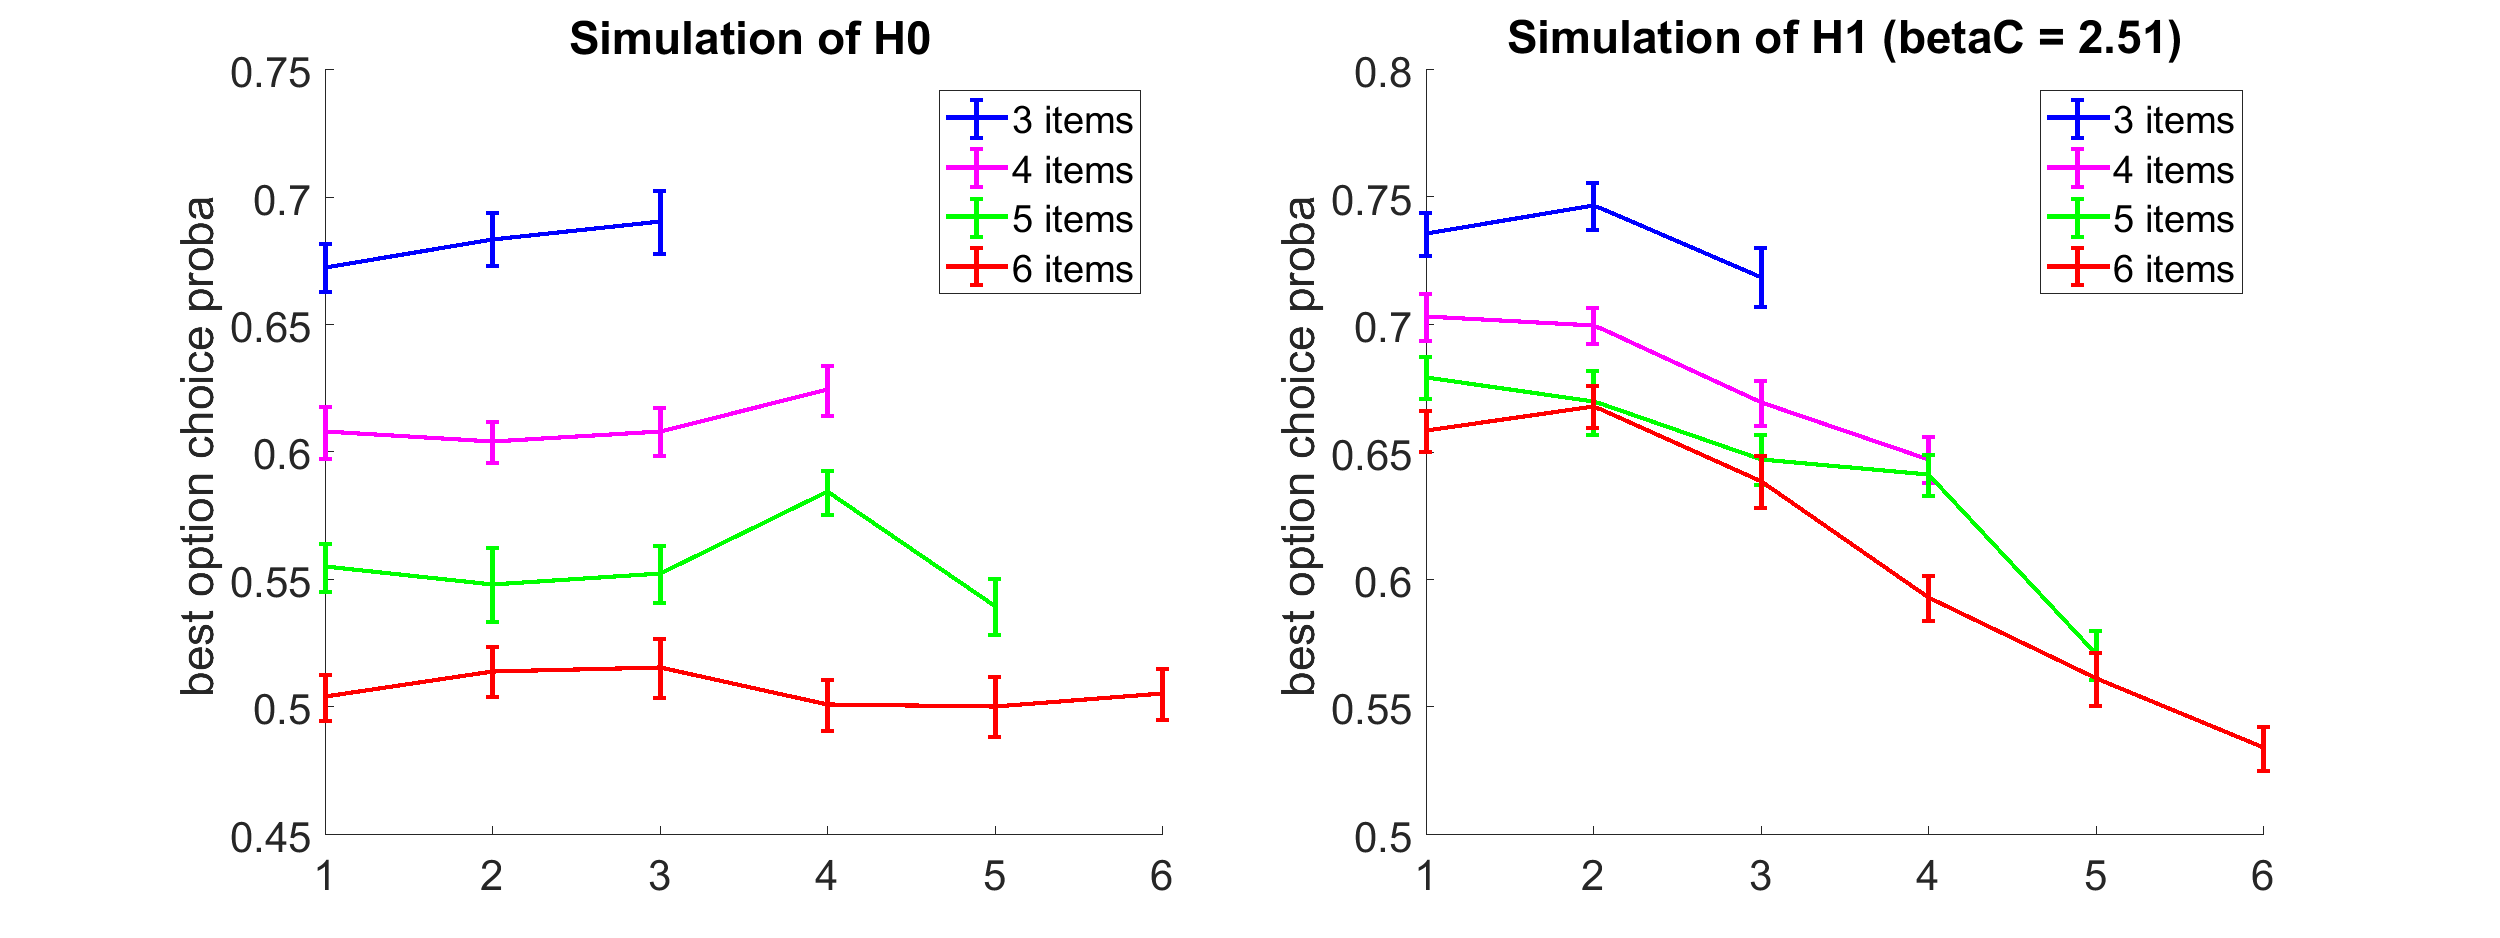 Simulation of H0
0.75
0.7
0.65
0.6
0.55
0.5
0.45
best option choice proba
1 2 3 4 5 6
3 items
4 items
5 items
6 items
Simulation of H1 (betaC = 2.51)
0.8
0.75
0.7
0.65
0.6
0.55
0.5
best option choice proba
1 2 3 4 5 6
3 items
4 items
5 items
6 items